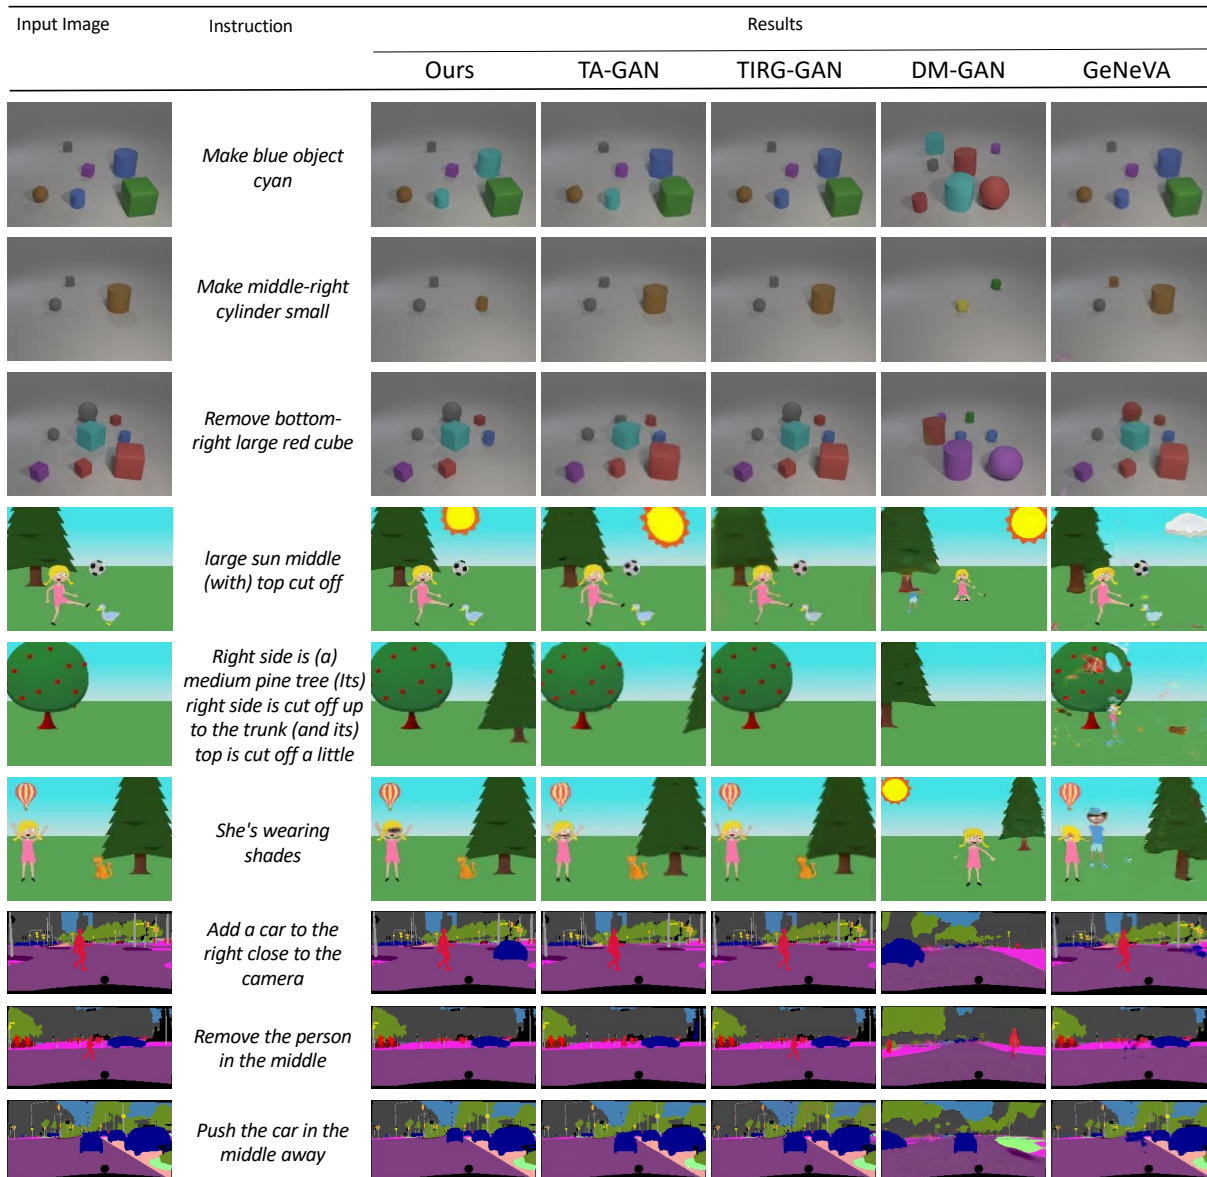 Input Image
Instruction
Results
Ours
TA-GAN
TIRG-GAN
DM-GAN
GeNeVA
Make blue object
cyan
Make middle-right
cylinder small
Remove bottom-
right large red cube
large sun middle
(with) top cut off
Right side is (a)
medium pine tree (Its)
right side is cut off up
to the trunk (and its)
top is cut off a little
She's wearing
shades
Add a car to the
right close to the
camera
Remove the person
in the middle
Push the car in the
middle away